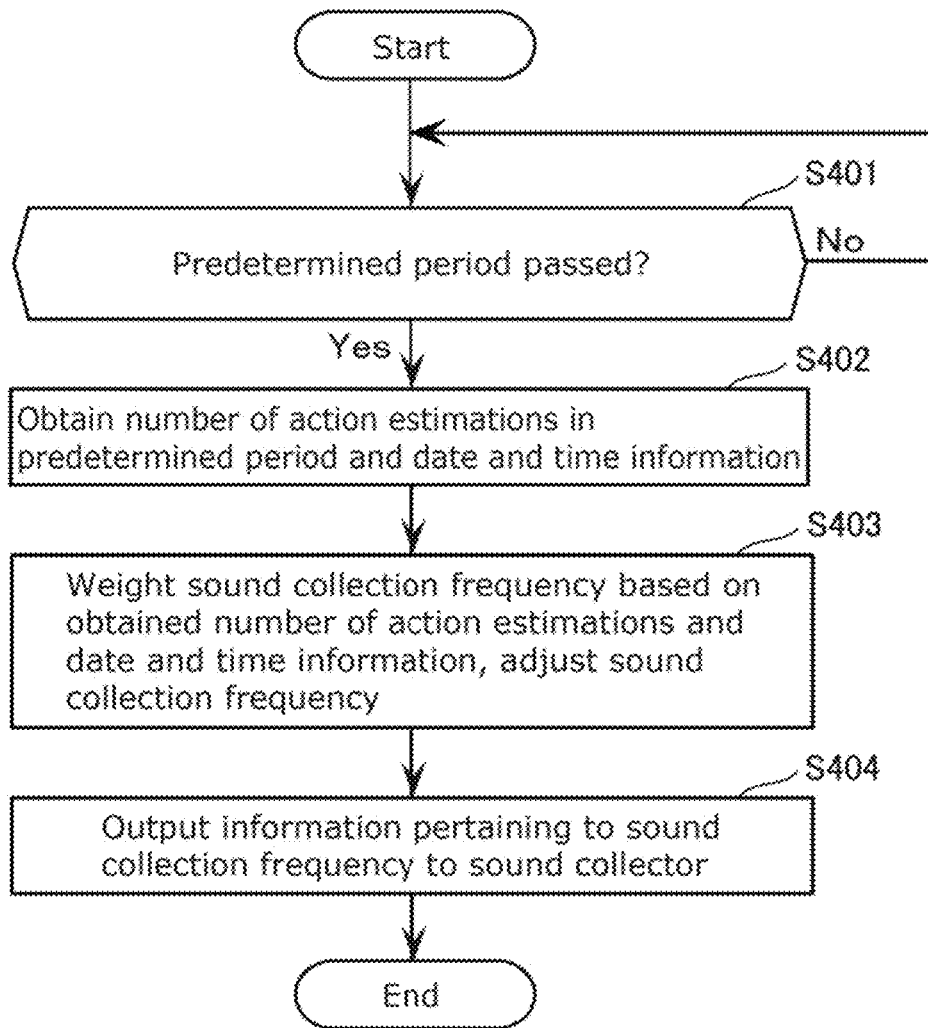 Start
S401
Predetermined period passed?
No
Yes
S402
Obtain number of action estimations in
predetermined period and date and time information
S403
Weight sound collection frequency based on
obtained number of action estimations and
date and time information, adjust sound
collection frequency
S404
Output information pertaining to sound
collection frequency to sound collector
End